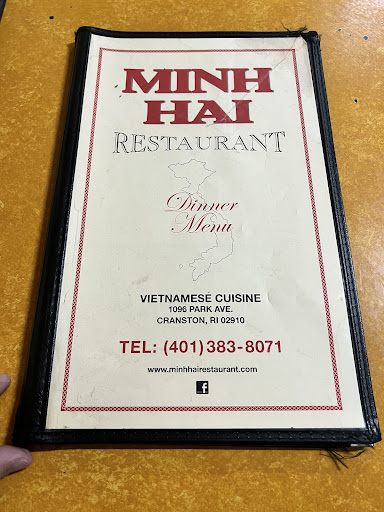 MINH
HAI
RESTAURANT
Dinner
Menu
VIETNAMESE CUISINE
1096 PARK AVE.
CRANSTON, RI 02910
TEL: (401) 383-8071
www.minhhairestaurant.com
f